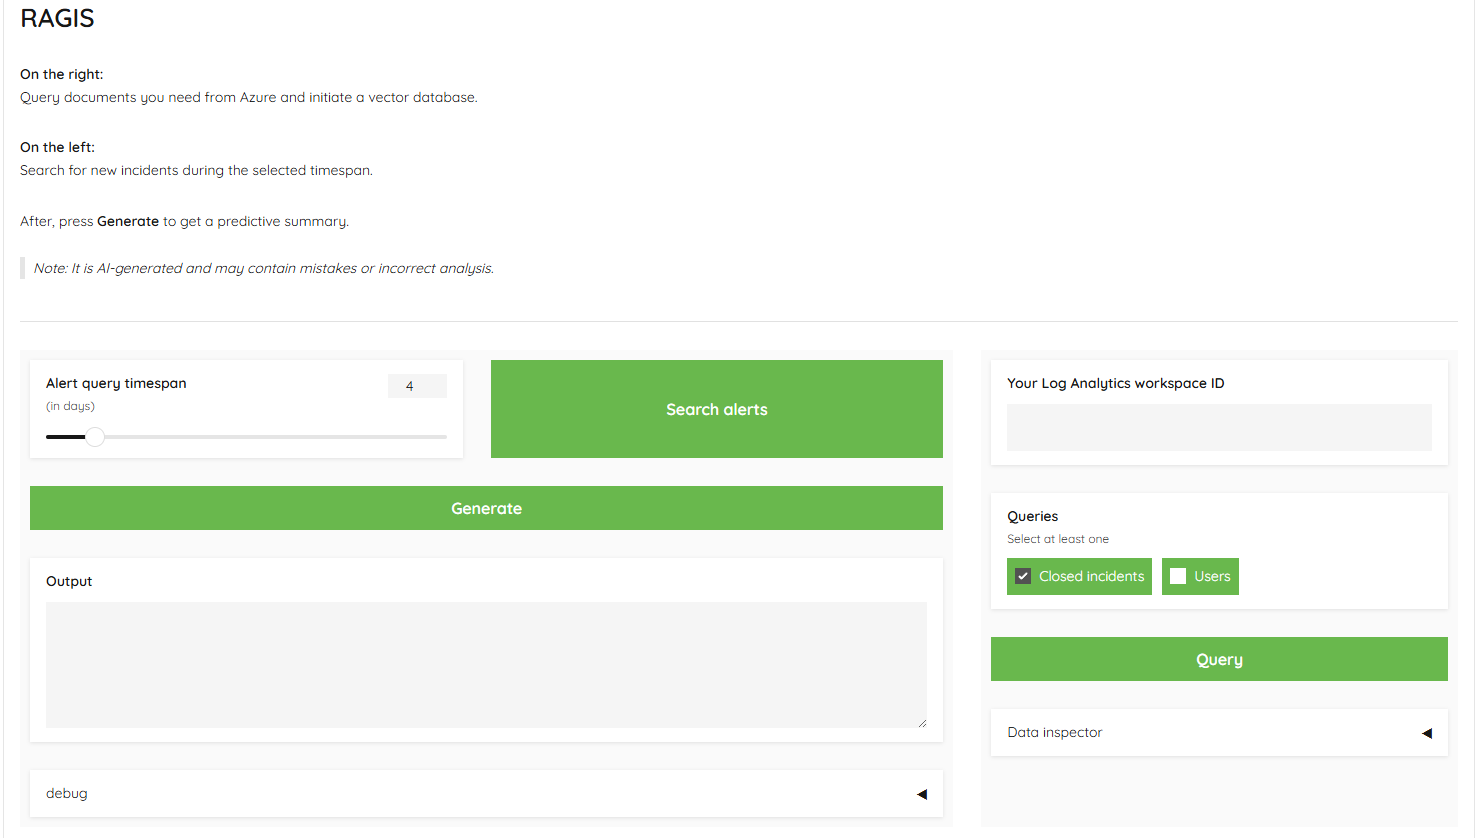 RAGIS
On the right:
Query documents you need from Azure and initiate a vector database.
On the left:
Search for new incidents during the selected timespan.
After, press Generate to get a predictive summary.
Note: It is AI-generated and may contain mistakes or incorrect analysis.
Alert query timespan
4
(in days)
Search alerts
Generate
Output
debug
Your Log Analytics workspace ID
Queries
Select at least one
Closed incidents
Users
Query
Data inspector